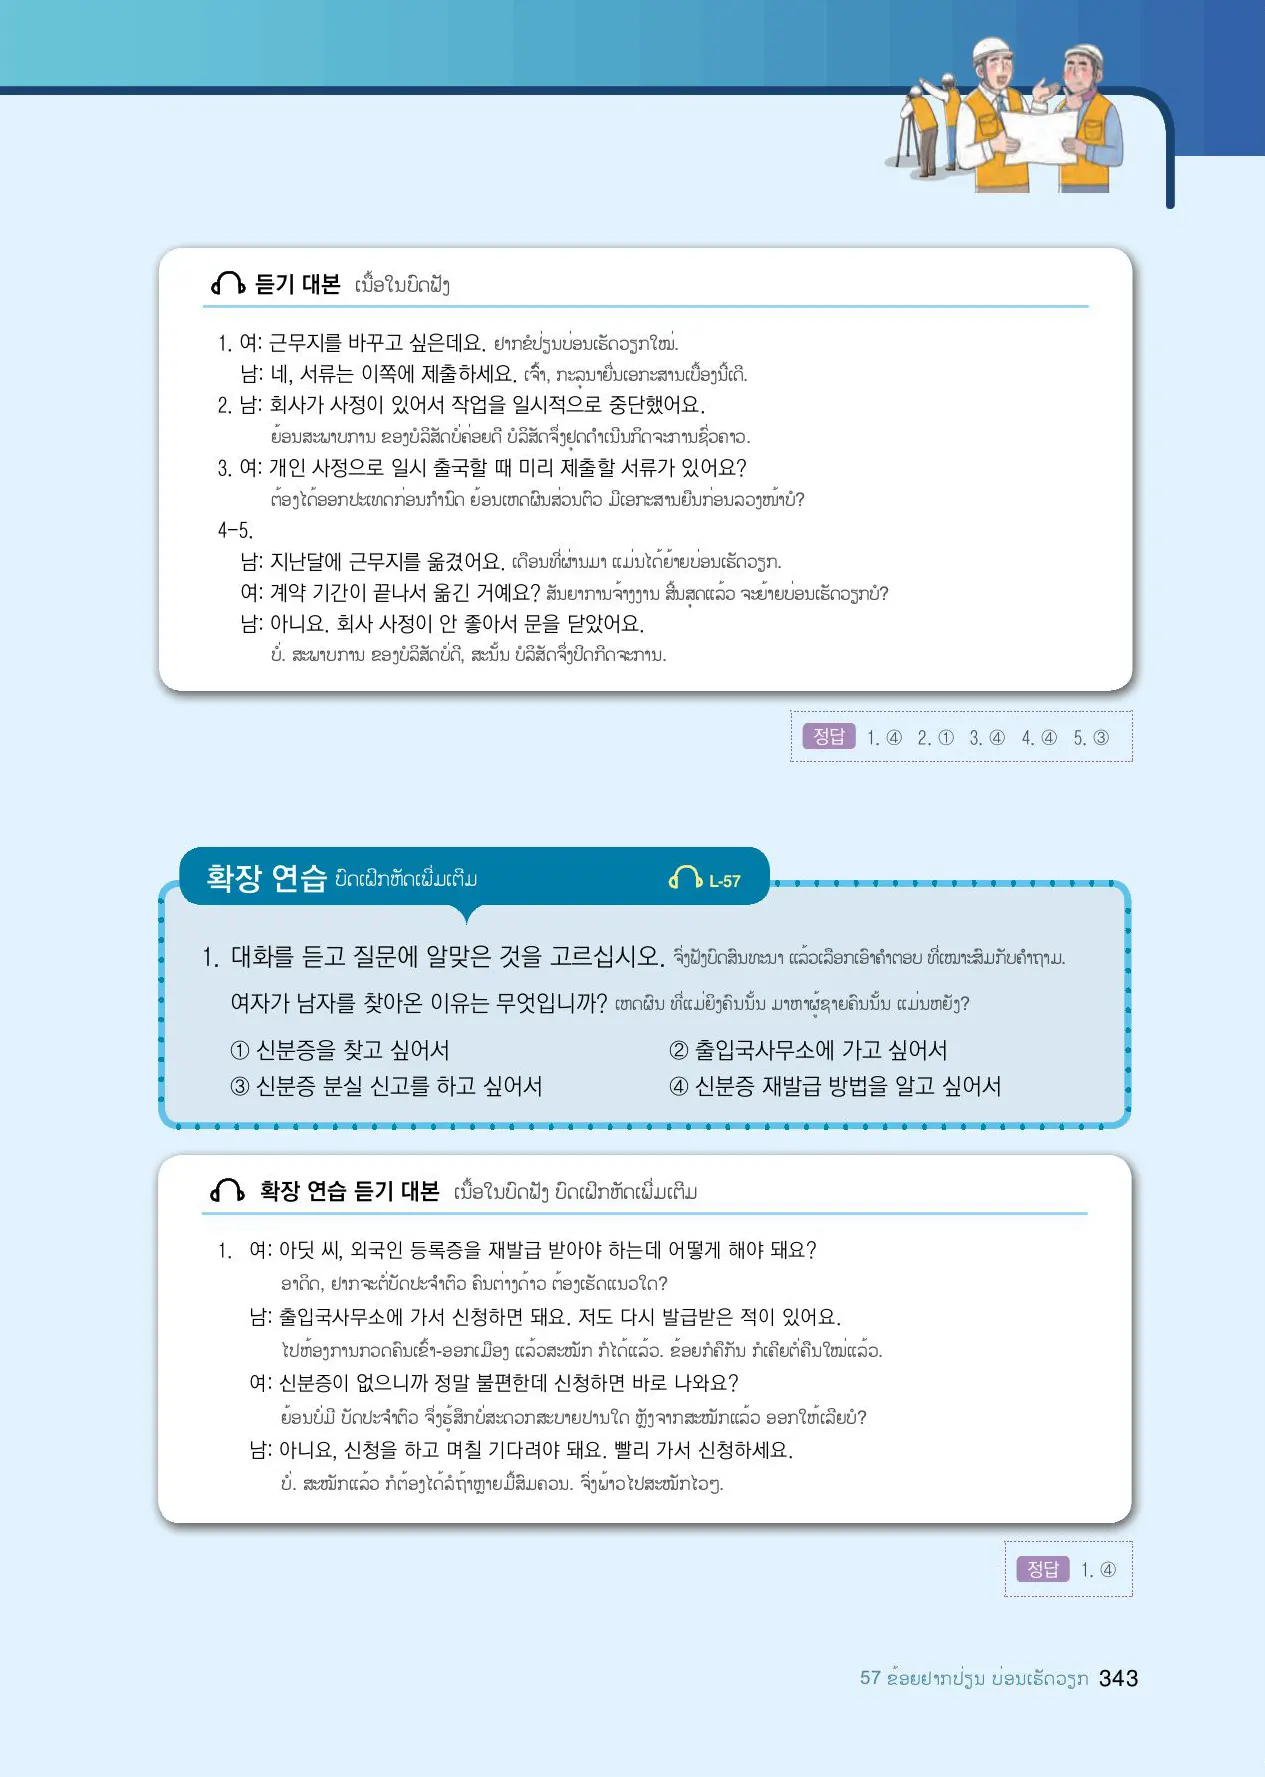 듣기 대본 ເນື້ອໃນບົດຟັງ
1. 여: 근무지를 바꾸고 싶은데요. ຢາກຂໍປ່ຽນບ່ອນເຮັດວຽກໃໝ່.
남: 네, 서류는 이쪽에 제출하세요. ເຈົ້າ, ກະລຸນາຍື່ນເອກະສານເບື້ອງນີ້ເດີ.
2. 남: 회사가 사정이 있어서 작업을 일시적으로 중단했어요.
ຍ້ອນສະພາບການ ຂອງບໍລິສັດບໍ່ຄ່ອຍດີ ບໍລິສັດຈຶ່ງຢຸດດຳເນີນກິດຈະການຊົ່ວຄາວ.
3. 여: 개인 사정으로 일시 출국할 때 미리 제출할 서류가 있어요?
ຕ້ອງໄດ້ອອກປະເທດກ່ອນກຳນົດ ຍ້ອນເຫດຜົນສ່ວນຕົວ ມີເອກະສານຍືນກ່ອນລວງໜ້າບໍ?
4-5.
남: 지난달에 근무지를 옮겼어요. ເດືອນທີ່ຜ່ານມາ ແມ່ນໄດ້ຍ້າຍບ່ອນເຮັດວຽກ.
여: 계약 기간이 끝나서 옮긴 거예요? ສັນຍາການຈ້າງງານ ສິ້ນສຸດແລ້ວ ຈະຍ້າຍບ່ອນເຮັດວຽກບໍ?
남: 아니요. 회사 사정이 안 좋아서 문을 닫았어요.
ບໍ່. ສະພາບການ ຂອງບໍລິສັດບໍ່ດີ, ສະນັ້ນ ບໍລິສັດຈຶ່ງປິດກິດຈະການ.
정답 1. ④ 2. ① 3. ④ 4. ④ 5. ③
확장 연습 ບົດເຝີກຫັດເພີ່ມເຕີມ L-57
1. 대화를 듣고 질문에 알맞은 것을 고르십시오. ຈົ່ງຟັງບົດສົນທະນາ ແລ້ວເລືອກເອົາຄຳຕອບ ທີ່ເໝາະສົມກັບຄຳຖາມ.
여자가 남자를 찾아온 이유는 무엇입니까? ເຫດຜົນ ທີ່ແມ່ຍິງຄົນນັ້ນ ມາຫາຜູ້ຊາຍຄົນນັ້ນ ແມ່ນຫຍັງ?
① 신분증을 찾고 싶어서 ② 출입국사무소에 가고 싶어서
③ 신분증 분실 신고를 하고 싶어서 ④ 신분증 재발급 방법을 알고 싶어서
확장 연습 듣기 대본 ເນື້ອໃນບົດຟັງ ບົດເຝີກຫັດເພີ່ມເຕີມ
1. 여: 아딧 씨, 외국인 등록증을 재발급 받아야 하는데 어떻게 해야 돼요?
ອາດິດ, ຢາກຈະຕໍ່ບັດປະຈຳຕົວ ຄົນຕ່າງດ້າວ ຕ້ອງເຮັດແນວໃດ?
남: 출입국사무소에 가서 신청하면 돼요. 저도 다시 발급받은 적이 있어요.
ໄປຫ້ອງການກວດຄົນເຂົ້າ-ອອກເມືອງ ແລ້ວສະໝັກ ກໍໄດ້ແລ້ວ. ຂ້ອຍກໍຄືກັນ ກໍເຄີຍຕໍ່ຄືນໃໝ່ແລ້ວ.
여: 신분증이 없으니까 정말 불편한데 신청하면 바로 나와요?
ຍ້ອນບໍ່ມີ ບັດປະຈຳຕົວ ຈຶ່ງຮູ້ສຶກບໍ່ສະດວກສະບາຍປານໃດ ຫຼັງຈາກສະໝັກແລ້ວ ອອກໃຫ້ເລີຍບໍ?
남: 아니요, 신청을 하고 며칠 기다려야 돼요. 빨리 가서 신청하세요.
ບໍ່. ສະໝັກແລ້ວ ກໍຕ້ອງໄດ້ລໍຖ້າຫຼາຍມື້ສົມຄວນ. ຈົ່ງຟ້າວໄປສະໝັກໄວໆ.
정답 1. ④
57 ຂ້ອຍຢາກປ່ຽນ ບ່ອນເຮັດວຽກ 343